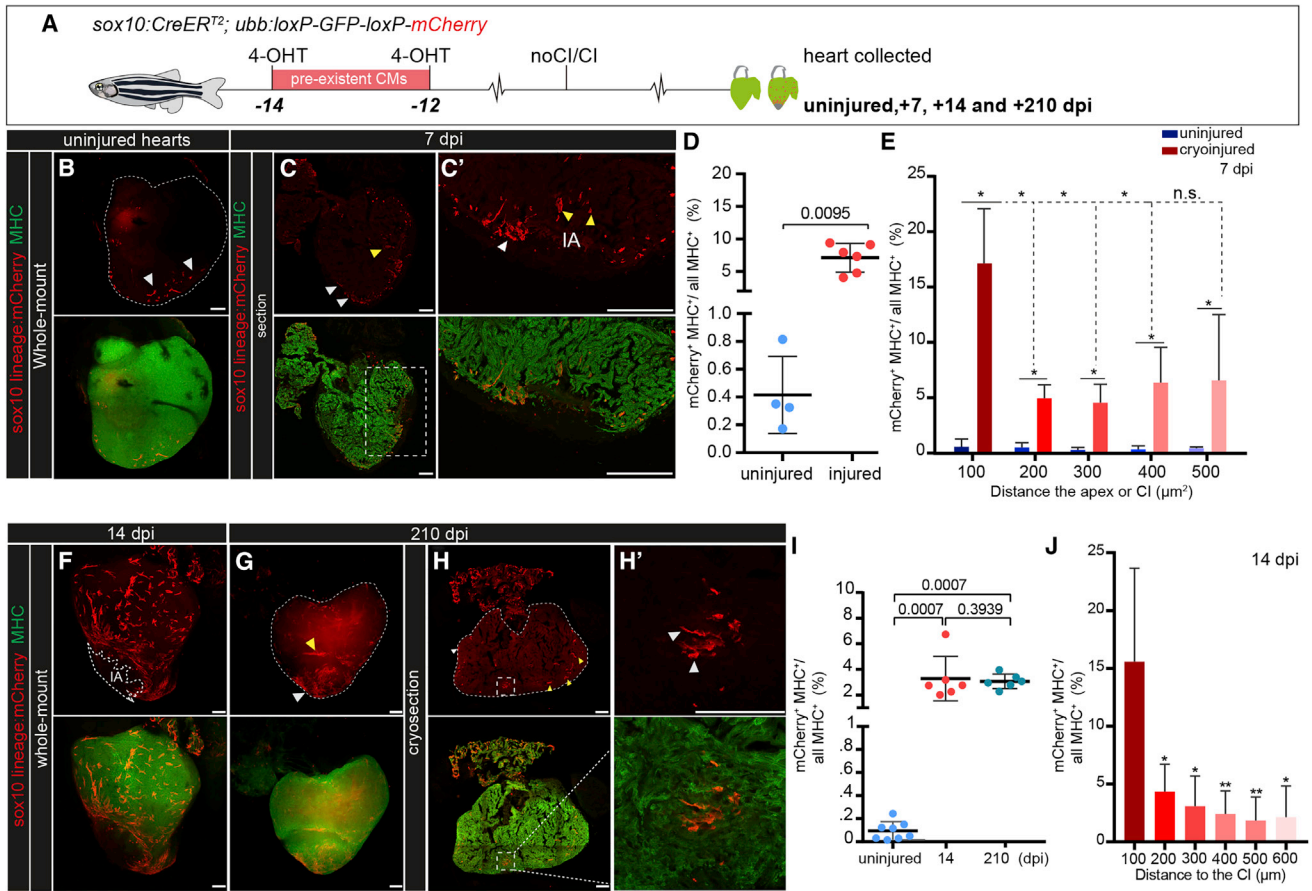 A
sox10:CreERT2; ubb:loxP-GFP-loxP-mCherry
4-OHT
4-OHT
noCI/CI
heart collected
pre-existent CMs
-14
-12
uninjured,+7, +14 and +210 dpi
uninjured hearts
7 dpi
sox10 lineage:mCherry MHC
Whole-mount
B
sox10 lineage:mCherry MHC
section
C
C'
IA
D
mCherry+ MHC+/ all MHC+ (%)
20
15
10
5
1.0
0.8
0.6
0.4
0.2
0.0
0.0095
uninjured
injured
E
uninjured
cryoinjured
7 dpi
mCherry+ MHC+/ all MHC+ (%)
25
20
15
10
5
0
* * * * n.s.
* * * *
100 200 300 400 500
Distance the apex or CI (µm²)
14 dpi
210 dpi
sox10 lineage:mCherry MHC
whole-mount
F
IA
G
cryosection
H
H'
I
mCherry+ MHC+/
all MHC+ (%)
10
8
6
4
2
1
.8
.6
.4
.2
0
0.0007
0.0007
0.3939
uninjured 14 210 (dpi)
J
14 dpi
mCherry+ MHC+/
all MHC+ (%)
25
20
15
10
5
0
* * ** ** *
100 200 300 400 500 600
Distance to the CI (µm)